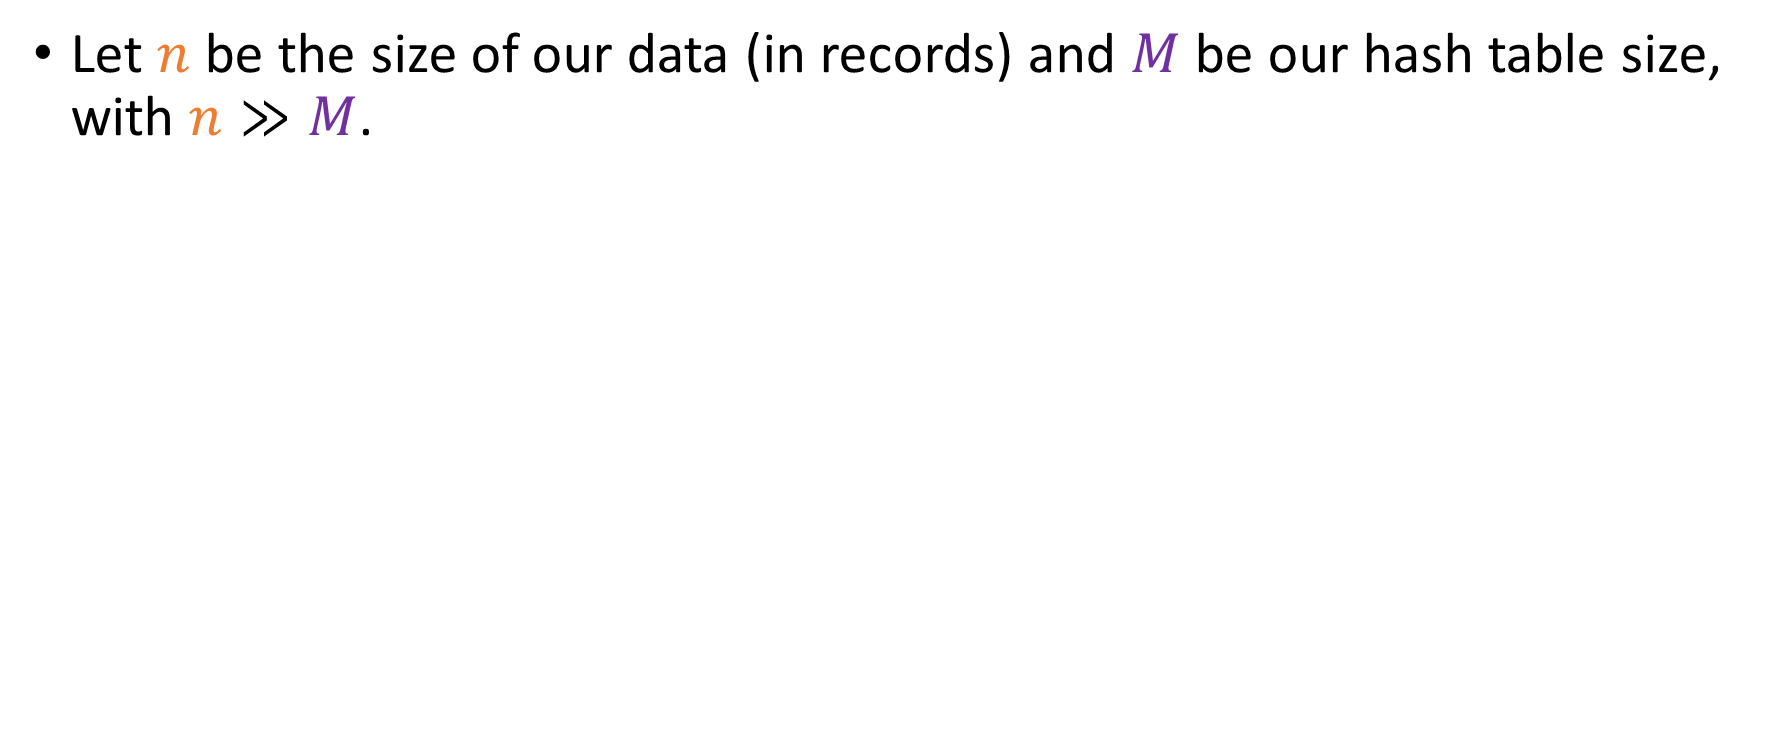 • Let n be the size of our data (in records) and M be our hash table size,
with n ≫ M.